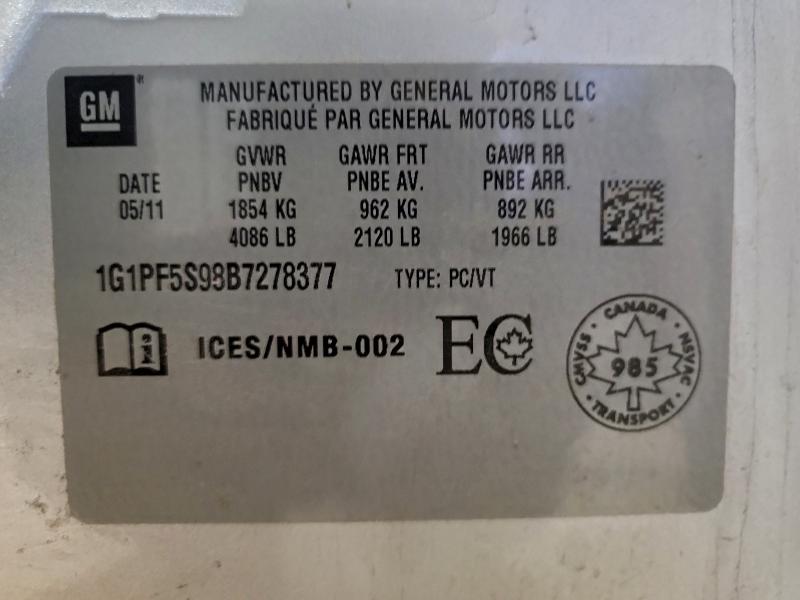 GM
MANUFACTURED BY GENERAL MOTORS LLC
FABRIQUÉ PAR GENERAL MOTORS LLC
GVWR GAWR FRT GAWR RR
DATE PNBV PNBE AV. PNBE ARR.
05/11 1854 KG 962 KG 892 KG
4086 LB 2120 LB 1966 LB
1G1PF5S98B7278377 TYPE: PC/VT
ICES/NMB-002 EC
CANADA
CMVSS 985 NSVAC
TRANSPORT